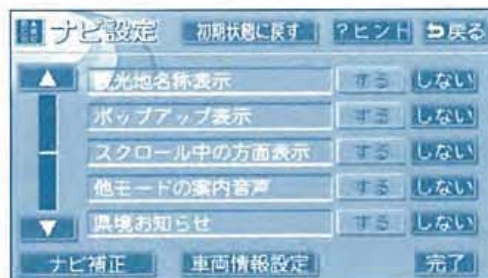 ナビ設定 初期状態に戻す ?ヒント 戻る
観光地名称表示 する しない
ポップアップ表示 する しない
スクロール中の方面表示 する しない
他モードの案内音声 する しない
県境お知らせ する しない
ナビ補正 車両情報設定 完了